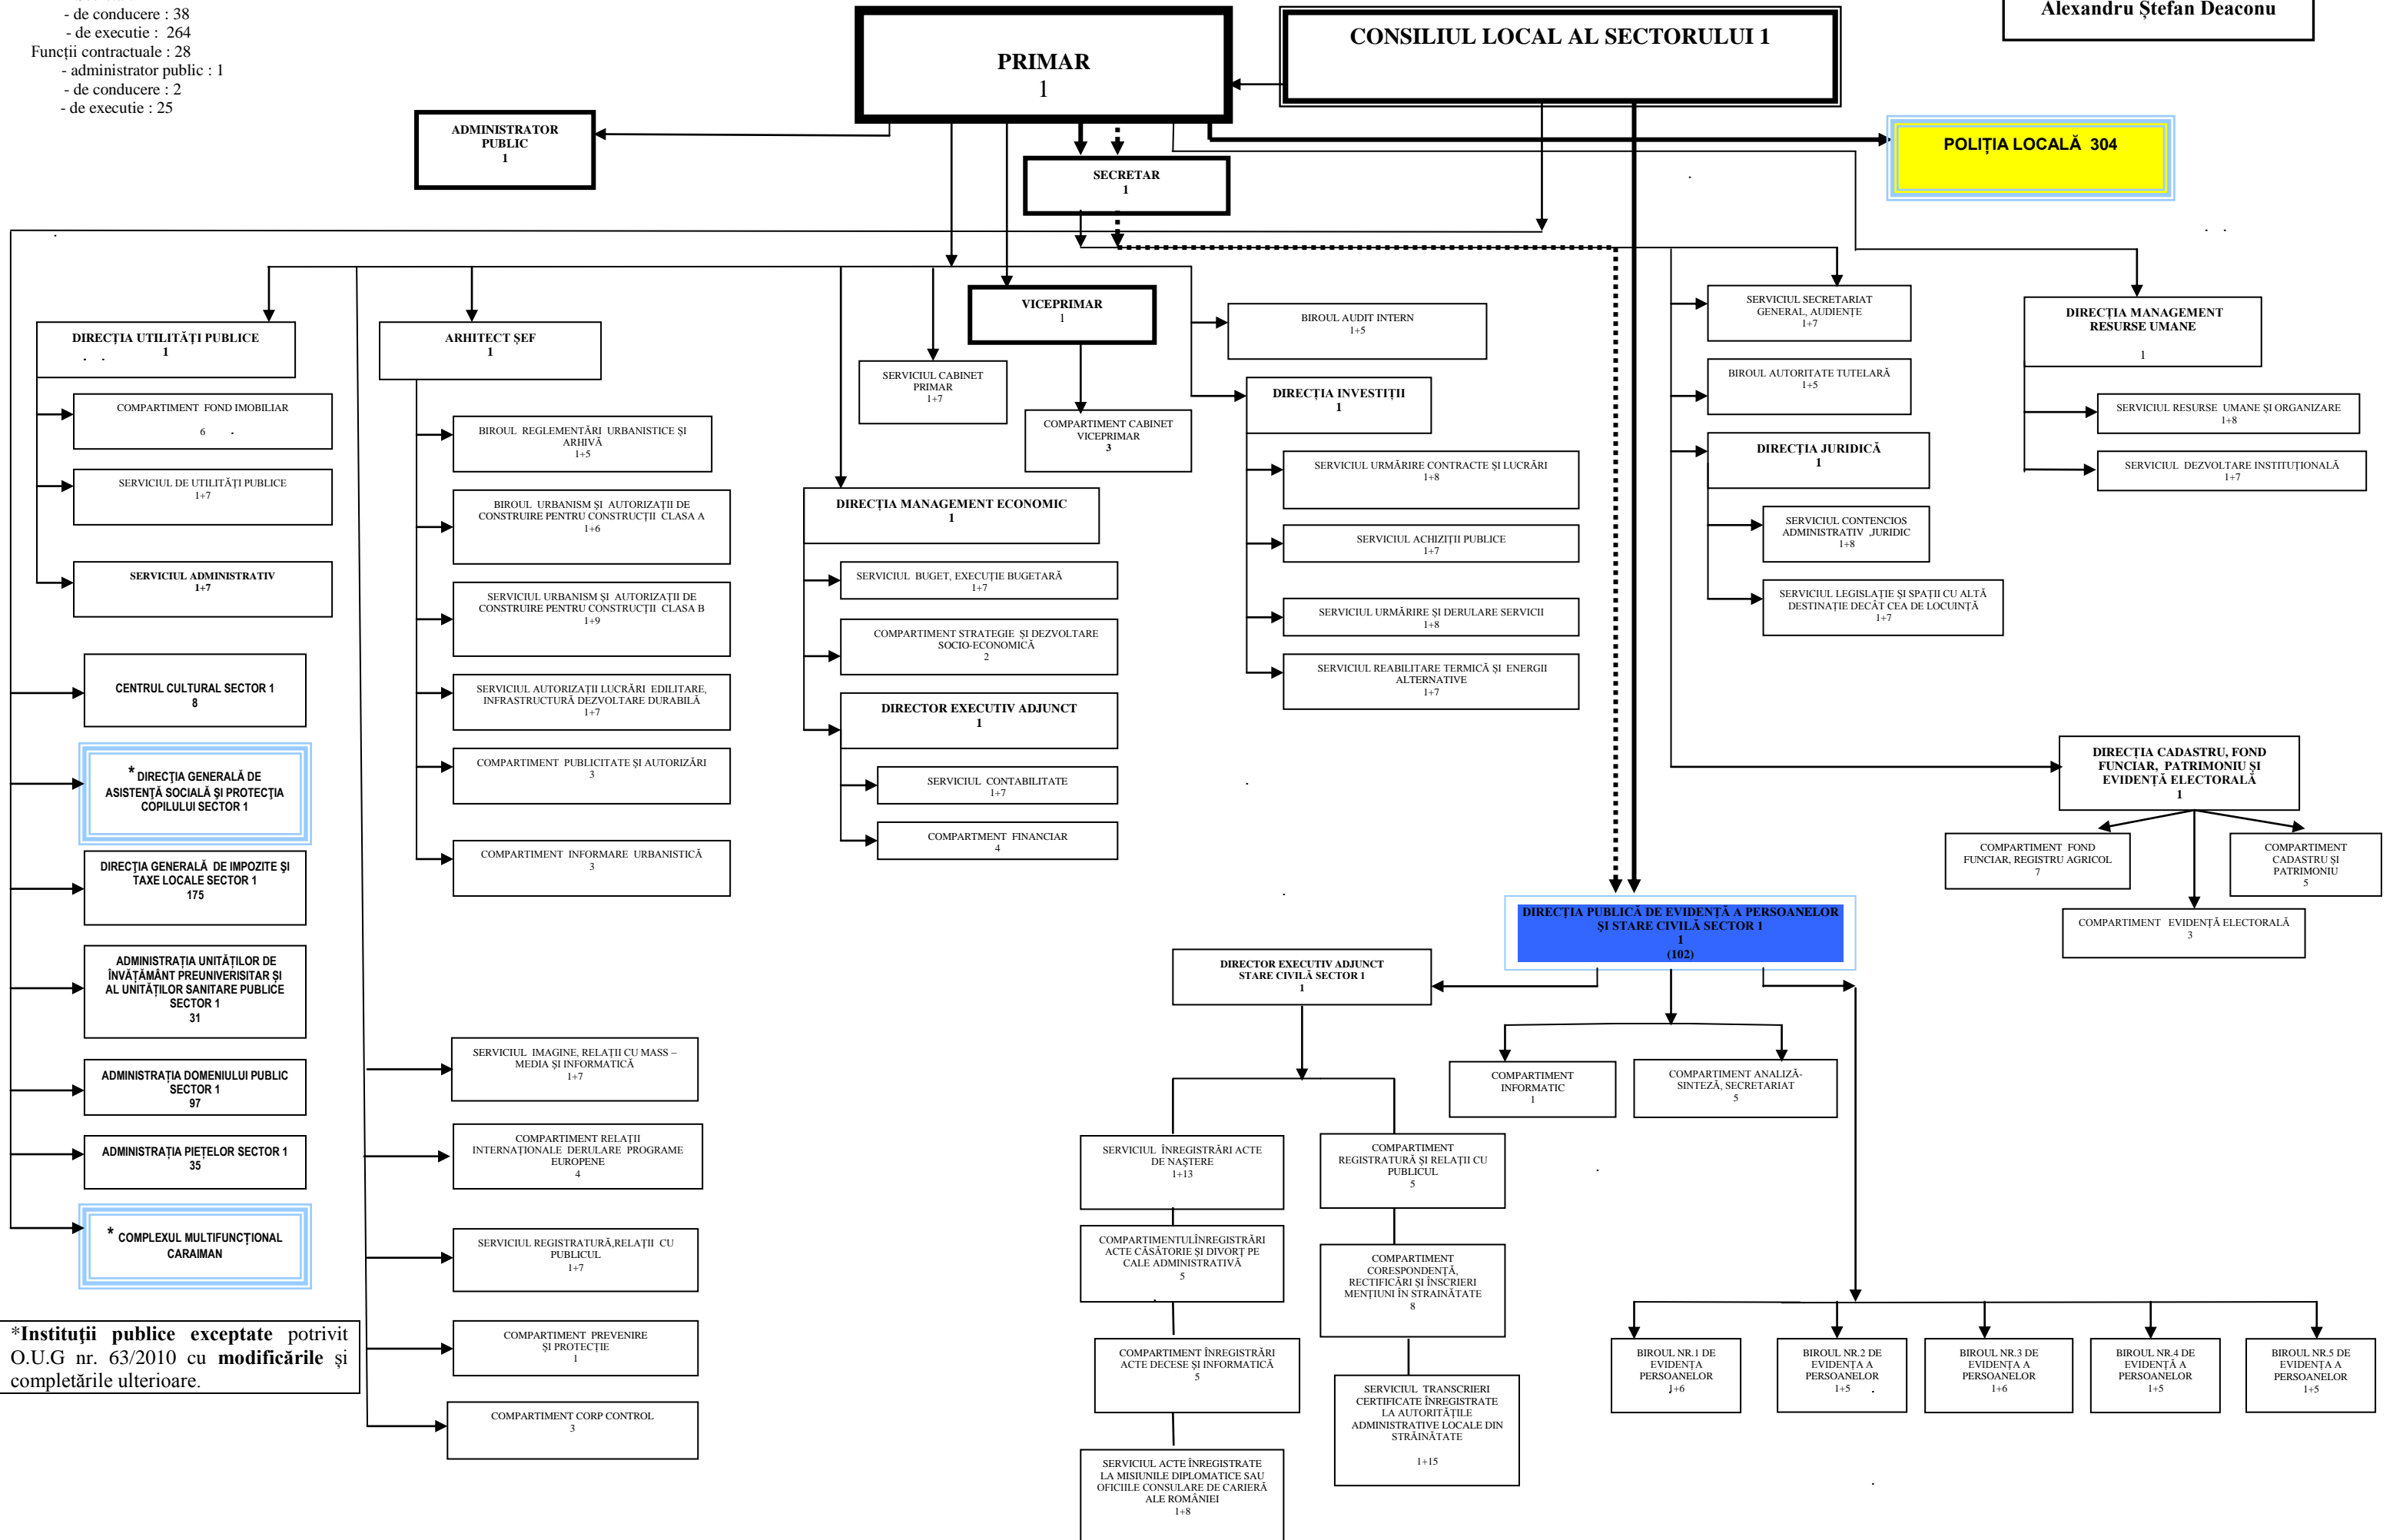 - de conducere : 38
- de executie : 264
Funcții contractuale : 28
- administrator public : 1
- de conducere : 2
- de executie : 25
PRIMAR
1
CONSILIUL LOCAL AL SECTORULUI 1
Alexandru Ștefan Deaconu
ADMINISTRATOR
PUBLIC
1
SECRETAR
1
POLIȚIA LOCALĂ 304
VICEPRIMAR
1
COMPARTIMENT CABINET
VICEPRIMAR
3
SERVICIUL CABINET
PRIMAR
1+7
DIRECȚIA UTILITĂȚI PUBLICE
1
COMPARTIMENT FOND IMOBILIAR
6
SERVICIUL DE UTILITĂȚI PUBLICE
1+7
SERVICIUL ADMINISTRATIV
1+7
CENTRUL CULTURAL SECTOR 1
8
* DIRECȚIA GENERALĂ DE
ASISTENȚĂ SOCIALĂ ȘI PROTECȚIA
COPILULUI SECTOR 1
DIRECȚIA GENERALĂ DE IMPOZITE ȘI
TAXE LOCALE SECTOR 1
175
ADMINISTRAȚIA UNITĂȚILOR DE
ÎNVĂȚĂMÂNT PREUNIVERISITAR ȘI
AL UNITĂȚILOR SANITARE PUBLICE
SECTOR 1
31
ADMINISTRAȚIA DOMENIULUI PUBLIC
SECTOR 1
97
ADMINISTRAȚIA PIEȚELOR SECTOR 1
35
* COMPLEXUL MULTIFUNCȚIONAL
CARAIMAN
*Instituții publice exceptate potrivit
O.U.G nr. 63/2010 cu modificările și
completările ulterioare.
ARHITECT ȘEF
1
BIROUL REGLEMENTĂRI URBANISTICE ȘI
ARHIVĂ
1+5
BIROUL URBANISM ȘI AUTORIZAȚII DE
CONSTRUIRE PENTRU CONSTRUCȚII CLASA A
1+6
SERVICIUL URBANISM ȘI AUTORIZAȚII DE
CONSTRUIRE PENTRU CONSTRUCȚII CLASA B
1+9
SERVICIUL AUTORIZAȚII LUCRĂRI EDILITARE,
INFRASTRUCTURĂ DEZVOLTARE DURABILĂ
1+7
COMPARTIMENT PUBLICITATE ȘI AUTORIZĂRI
3
COMPARTIMENT INFORMARE URBANISTICĂ
3
SERVICIUL IMAGINE, RELAȚII CU MASS –
MEDIA ȘI INFORMATICĂ
1+7
COMPARTIMENT RELAȚII
INTERNAȚIONALE DERULARE PROGRAME
EUROPENE
4
SERVICIUL REGISTRATURĂ,RELAȚII CU
PUBLICUL
1+7
COMPARTIMENT PREVENIRE
ȘI PROTECȚIE
1
COMPARTIMENT CORP CONTROL
3
DIRECȚIA MANAGEMENT ECONOMIC
1
SERVICIUL BUGET, EXECUȚIE BUGETARĂ
1+7
COMPARTIMENT STRATEGIE ȘI DEZVOLTARE
SOCIO-ECONOMICĂ
2
DIRECTOR EXECUTIV ADJUNCT
1
SERVICIUL CONTABILITATE
1+7
COMPARTMENT FINANCIAR
4
BIROUL AUDIT INTERN
1+5
DIRECȚIA INVESTIȚII
1
SERVICIUL URMĂRIRE CONTRACTE ȘI LUCRĂRI
1+8
SERVICIUL ACHIZIȚII PUBLICE
1+7
SERVICIUL URMĂRIRE ȘI DERULARE SERVICII
1+8
SERVICIUL REABILITARE TERMICĂ ȘI ENERGII
ALTERNATIVE
1+7
SERVICIUL SECRETARIAT
GENERAL, AUDIENȚE
1+7
BIROUL AUTORITATE TUTELARĂ
1+5
DIRECȚIA JURIDICĂ
1
SERVICIUL CONTENCIOS
ADMINISTRATIV ,JURIDIC
1+8
SERVICIUL LEGISLAȚIE ȘI SPAȚII CU ALTĂ
DESTINAȚIE DECÂT CEA DE LOCUINȚĂ
1+7
DIRECȚIA MANAGEMENT
RESURSE UMANE
1
SERVICIUL RESURSE UMANE ȘI ORGANIZARE
1+8
SERVICIUL DEZVOLTARE INSTITUȚIONALĂ
1+7
DIRECȚIA CADASTRU, FOND
FUNCIAR, PATRIMONIU ȘI
EVIDENȚĂ ELECTORALĂ
1
COMPARTIMENT FOND
FUNCIAR, REGISTRU AGRICOL
7
COMPARTIMENT
CADASTRU ȘI
PATRIMONIU
5
COMPARTIMENT EVIDENȚĂ ELECTORALĂ
3
DIRECȚIA PUBLICĂ DE EVIDENȚĂ A PERSOANELOR
ȘI STARE CIVILĂ SECTOR 1
1
(102)
DIRECTOR EXECUTIV ADJUNCT
STARE CIVILĂ SECTOR 1
1
COMPARTIMENT
INFORMATIC
1
COMPARTIMENT ANALIZĂ-
SINTEZĂ, SECRETARIAT
5
SERVICIUL ÎNREGISTRĂRI ACTE
DE NAȘTERE
1+13
COMPARTIMENTULÎNREGISTRĂRI
ACTE CĂSĂTORIE ȘI DIVORȚ PE
CALE ADMINISTRATIVĂ
5
COMPARTIMENT ÎNREGISTRĂRI
ACTE DECESE ȘI INFORMATICĂ
5
SERVICIUL ACTE ÎNREGISTRATE
LA MISIUNILE DIPLOMATICE SAU
OFICIILE CONSULARE DE CARIERĂ
ALE ROMÂNIEI
1+8
COMPARTIMENT
REGISTRATURĂ ȘI RELAȚII CU
PUBLICUL
5
COMPARTIMENT
CORESPONDENȚĂ,
RECTIFICĂRI ȘI ÎNSCRIERI
MENȚIUNI ÎN STRAINĂTATE
8
SERVICIUL TRANSCRIERI
CERTIFICATE ÎNREGISTRATE
LA AUTORITĂȚILE
ADMINISTRATIVE LOCALE DIN
STRĂINĂTATE
1+15
BIROUL NR.1 DE
EVIDENȚA
PERSOANELOR
1+6
BIROUL NR.2 DE
EVIDENȚA A
PERSOANELOR
1+5
BIROUL NR.3 DE
EVIDENȚA A
PERSOANELOR
1+6
BIROUL NR.4 DE
EVIDENȚĂ A
PERSOANELOR
1+5
BIROUL NR.5 DE
EVIDENȚA A
PERSOANELOR
1+5